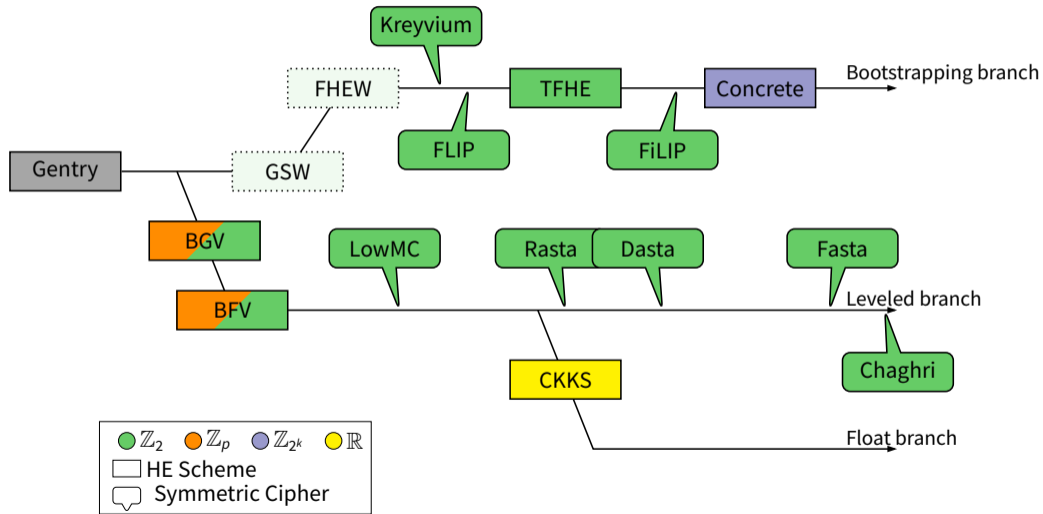 Kreyvium
FHEW
TFHE
Concrete
Bootstrapping branch
FLIP
FiLIP
Gentry
GSW
BGV
LowMC
Rasta
Dasta
Fasta
BFV
Leveled branch
CKKS
Chaghri
Float branch
ℤ₂ ℤₚ ℤ₂ᵏ ℝ
HE Scheme
Symmetric Cipher